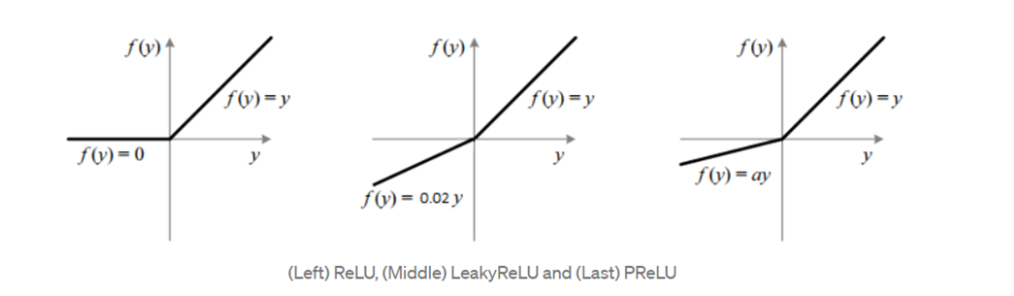 f(y)
f(y) = y
f(y) = 0
y
f(y)
f(y) = y
y
f(y) = 0.02 y
f(y)
f(y) = y
y
f(y) = ay
(Left) ReLU, (Middle) LeakyReLU and (Last) PReLU